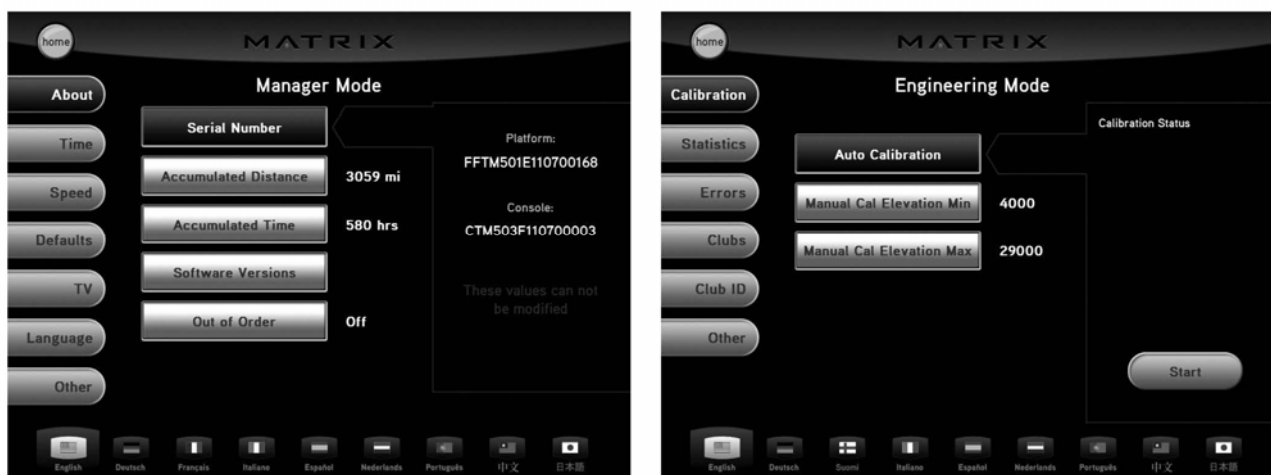 home
MATRIX
Manager Mode
About
Time
Speed
Defaults
TV
Language
Other
Serial Number
Accumulated Distance 3059 mi
Accumulated Time 580 hrs
Software Versions
Out of Order Off
Platform:
FFTM501E110700168
Console:
CTM503F110700003
These values can not
be modified
English Deutsch Français Italiano Español Nederlands Português 中文 日本語
home
MATRIX
Engineering Mode
Calibration
Statistics
Errors
Clubs
Club ID
Other
Auto Calibration
Manual Cal Elevation Min 4000
Manual Cal Elevation Max 29000
Calibration Status
Start
English Deutsch Suomi Italiano Español Nederlands Português 中文 日本語